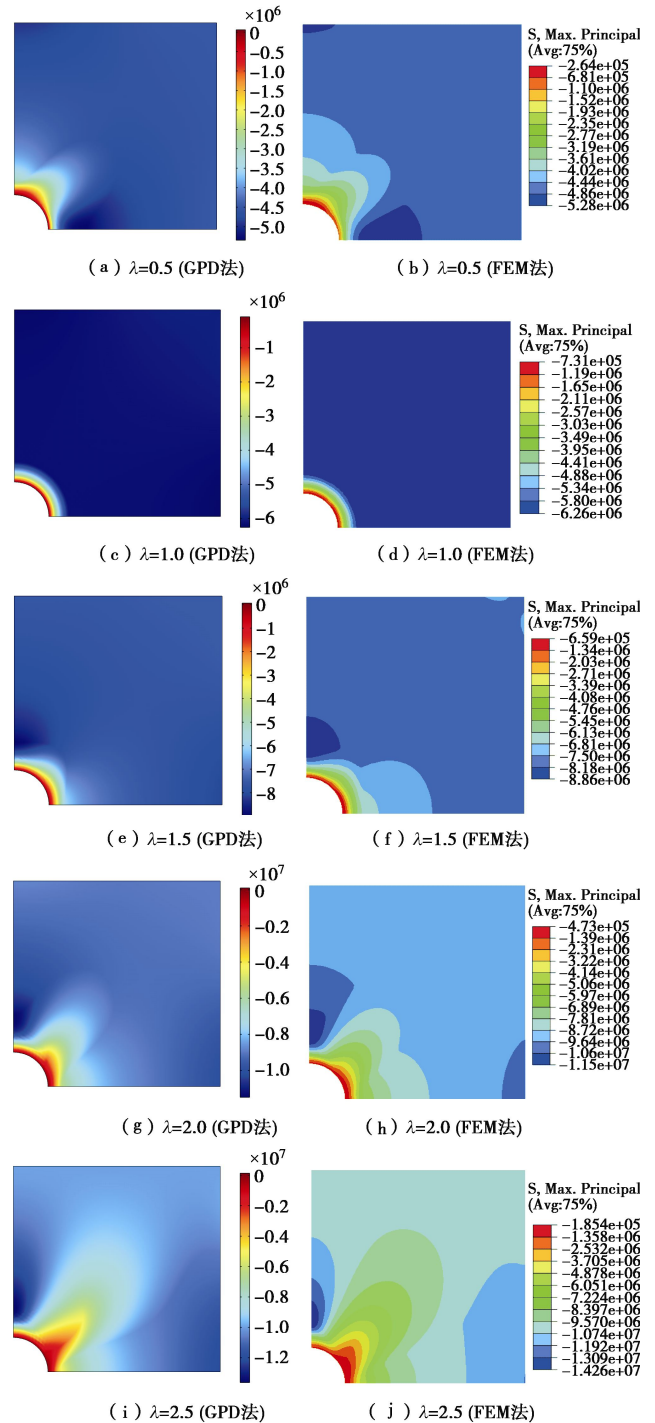 ×10⁶
0
−0.5
−1.0
−1.5
−2.0
−2.5
−3.0
−3.5
−4.0
−4.5
−5.0
S, Max. Principal
(Avg:75%)
−2.64e+05
−6.81e+05
−1.10e+06
−1.52e+06
−1.93e+06
−2.35e+06
−2.77e+06
−3.19e+06
−3.61e+06
−4.02e+06
−4.44e+06
−4.86e+06
−5.28e+06
(a) λ=0.5 (GPD法)
(b) λ=0.5 (FEM法)
×10⁶
−1
−2
−3
−4
−5
−6
S, Max. Principal
(Avg:75%)
−7.31e+05
−1.19e+06
−1.65e+06
−2.11e+06
−2.57e+06
−3.03e+06
−3.49e+06
−3.95e+06
−4.41e+06
−4.88e+06
−5.34e+06
−5.80e+06
−6.26e+06
(c) λ=1.0 (GPD法)
(d) λ=1.0 (FEM法)
×10⁶
0
−1
−2
−3
−4
−5
−6
−7
−8
S, Max. Principal
(Avg:75%)
−6.59e+05
−1.34e+06
−2.03e+06
−2.71e+06
−3.39e+06
−4.08e+06
−4.76e+06
−5.45e+06
−6.13e+06
−6.81e+06
−7.50e+06
−8.18e+06
−8.86e+06
(e) λ=1.5 (GPD法)
(f) λ=1.5 (FEM法)
×10⁷
0
−0.2
−0.4
−0.6
−0.8
−1.0
S, Max. Principal
(Avg:75%)
−4.73e+05
−1.39e+06
−2.31e+06
−3.22e+06
−4.14e+06
−5.06e+06
−5.97e+06
−6.89e+06
−7.81e+06
−8.72e+06
−9.64e+06
−1.06e+07
−1.15e+07
(g) λ=2.0 (GPD法)
(h) λ=2.0 (FEM法)
×10⁷
0
−0.2
−0.4
−0.6
−0.8
−1.0
−1.2
S, Max. Principal
(Avg:75%)
−1.854e+05
−1.358e+06
−2.532e+06
−3.705e+06
−4.878e+06
−6.051e+06
−7.224e+06
−8.397e+06
−9.570e+06
−1.074e+07
−1.192e+07
−1.309e+07
−1.426e+07
(i) λ=2.5 (GPD法)
(j) λ=2.5 (FEM法)